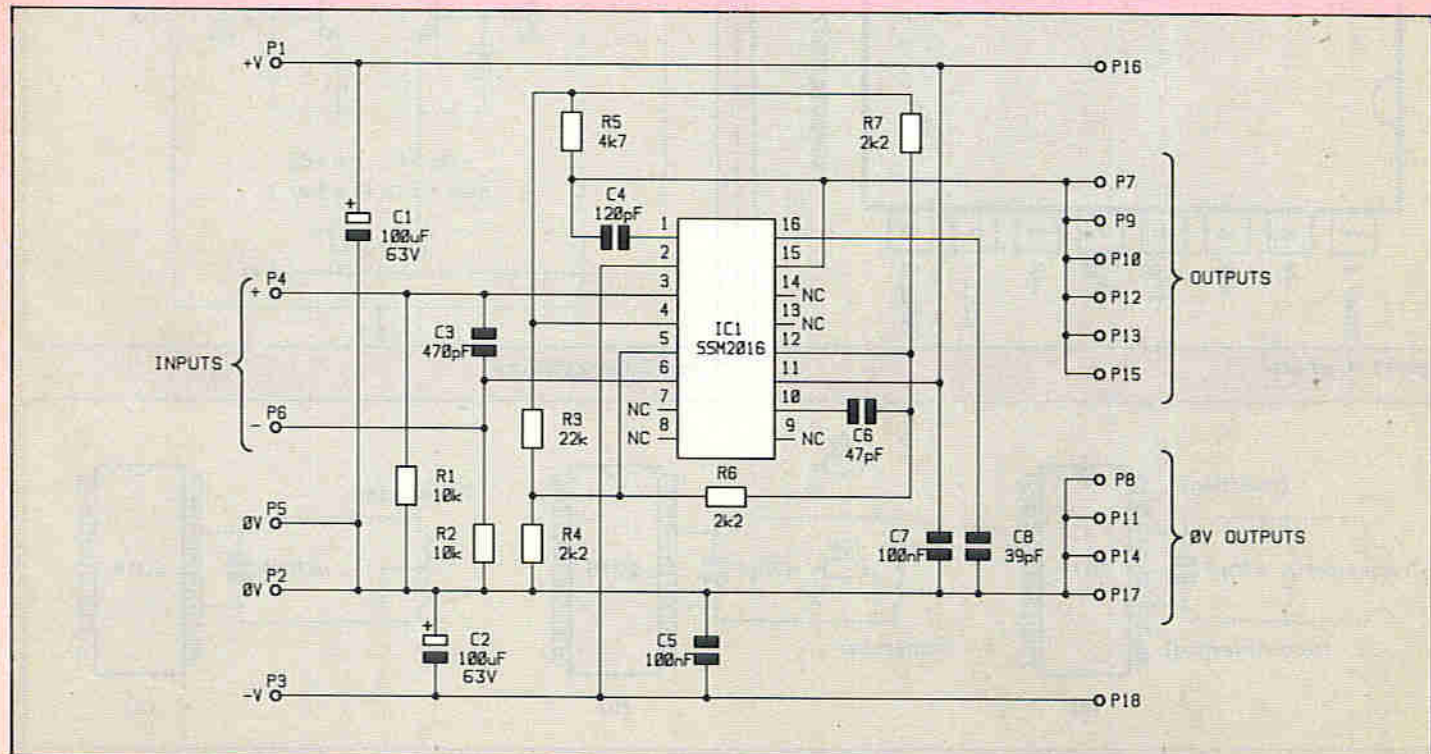 P1
+V
P16
R5
4k7
R7
2k2
P7
C4
120pF
+
C1
100uF
63V
P9
1
16
2
15
P10
OUTPUTS
+ P4
3
14
NC
P12
C3
470pF
4
13
NC
IC1
SSM2016
P13
INPUTS
5
12
P15
6
11
NC
7
10
P6
-
NC
8
9
NC
R3
22k
C6
47pF
R6
2k2
P8
R1
10k
P5
0V
R2
10k
R4
2k2
C7
100nF
C8
39pF
P11
0V OUTPUTS
P14
P2
0V
P17
+
C2
100uF
63V
C5
100nF
P3
-V
P18